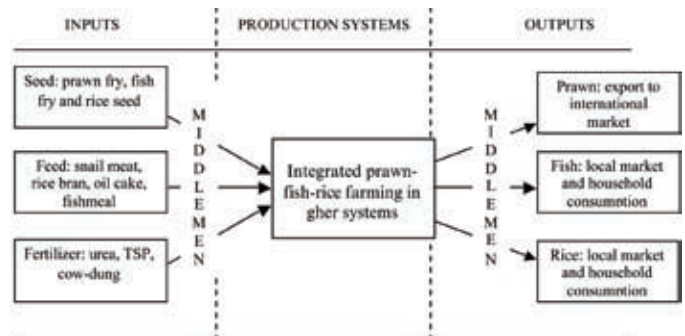 INPUTS
PRODUCTION SYSTEMS
OUTPUTS
Seed: prawn fry, fish
fry and rice seed
Feed: snail meat,
rice bran, oil cake,
fishmeal
Fertilizer: urea, TSP,
cow-dung
MIDDLEMEN
Integrated prawn-
fish-rice farming in
gher systems
MIDDLEMEN
Prawn: export to
international
market
Fish: local market
and household
consumption
Rice: local market
and household
consumption